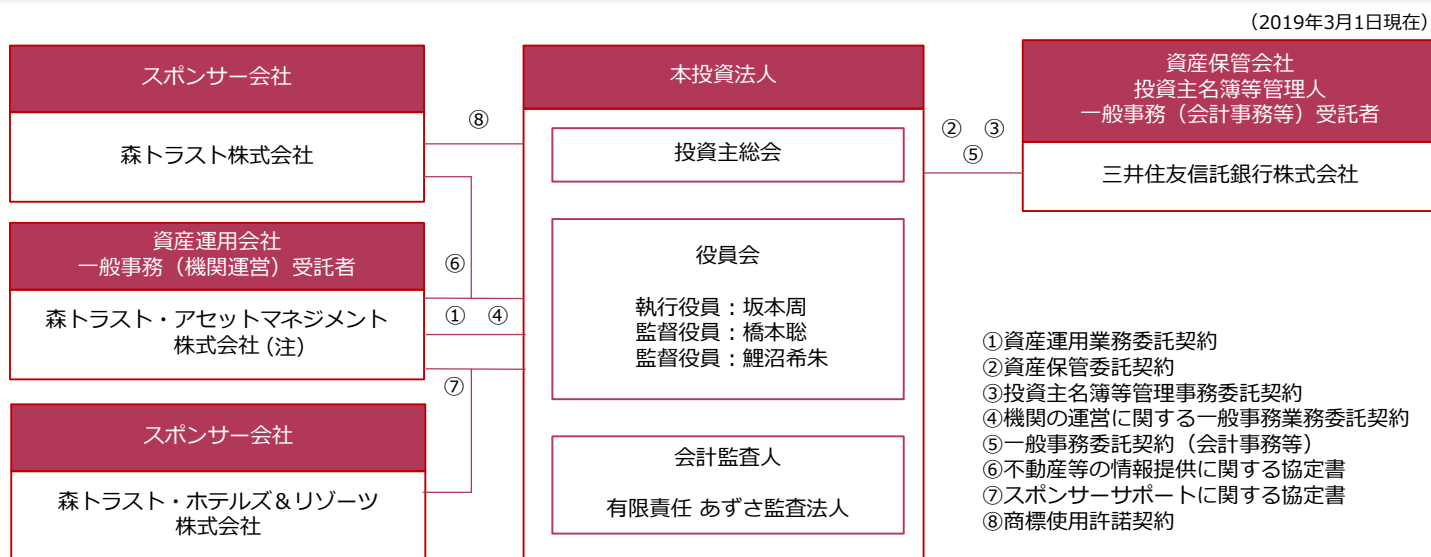 （2019年3月1日現在）
スポンサー会社
森トラスト株式会社
⑧
資産運用会社
一般事務（機関運営）受託者
森トラスト・アセットマネジメント
株式会社 (注)
⑥
① ④
⑦
スポンサー会社
森トラスト・ホテルズ＆リゾーツ
株式会社
本投資法人
投資主総会
役員会
執行役員：坂本周
監督役員：橋本聡
監督役員：鯉沼希朱
会計監査人
有限責任 あずさ監査法人
② ③
⑤
資産保管会社
投資主名簿等管理人
一般事務（会計事務等）受託者
三井住友信託銀行株式会社
①資産運用業務委託契約
②資産保管委託契約
③投資主名簿等管理事務委託契約
④機関の運営に関する一般事務業務委託契約
⑤一般事務委託契約（会計事務等）
⑥不動産等の情報提供に関する協定書
⑦スポンサーサポートに関する協定書
⑧商標使用許諾契約